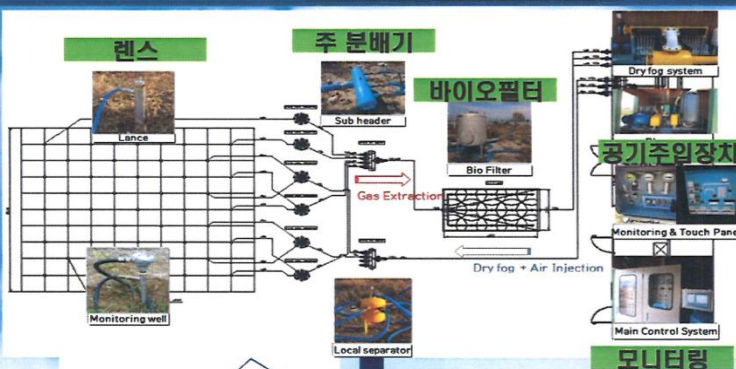 렌스
주 분배기
바이오필터
Dry fog system
Lance
Sub header
Bio Filter
공기주입장치
Gas Extraction
Monitoring & Touch Pane
Dry fog + Air Injection
Monitoring well
Local separator
Main Control System
모니터링